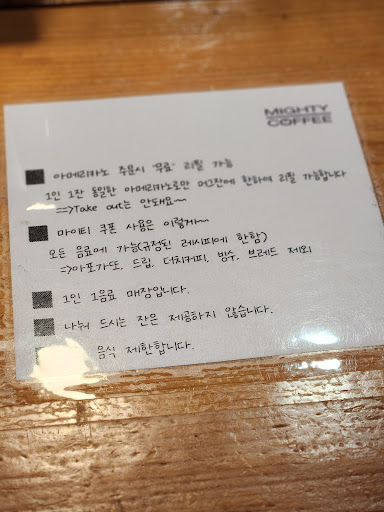 MIGHTY
COFFEE
아메리카노 주문시 '무료' 리필 가능
1인 1잔 동일한 아메리카노로만 머그잔에 한하여 리필 가능합니다
=>Take out는 안돼요~
마이티 쿠폰 사용은 이렇게~
모든 음료에 가능(규정된 레시피에 한함)
=>아포가또, 드립, 더치커피, 빙수, 브레드 제외
1인 1음료 매장입니다.
나눠 드시는 잔은 제공하지 않습니다.
음식 제한합니다.